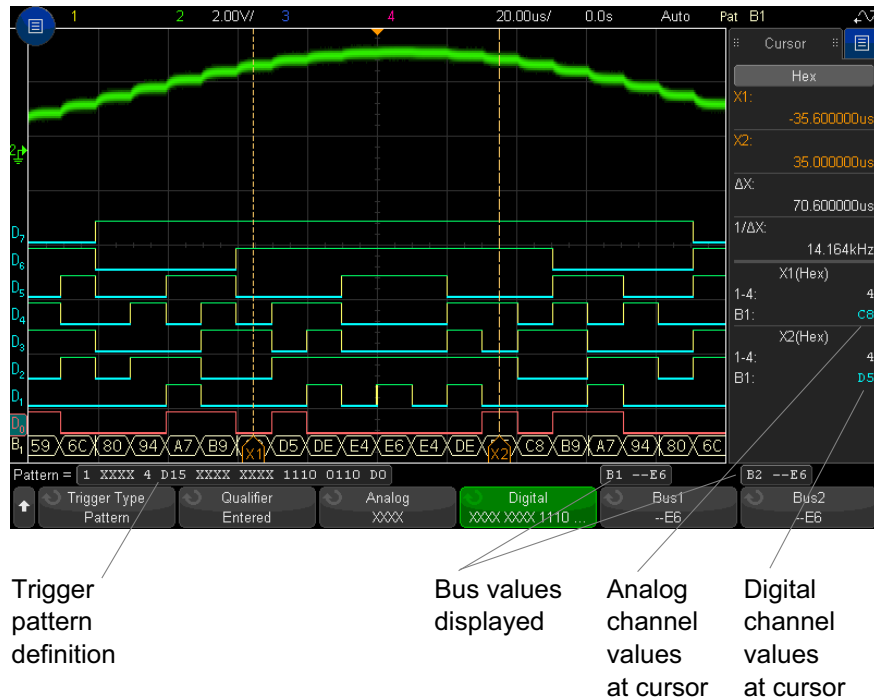 1 2 2.00V/ 3 4 20.00us/ 0.0s Auto Pat B1
Cursor
Hex
X1:
-35.600000us
X2:
35.000000us
ΔX:
70.600000us
1/ΔX:
14.164kHz
X1(Hex)
1-4: 4
B1: C8
X2(Hex)
1-4: 4
B1: D5
2
D7
D6
D5
D4
D3
D2
D1
D0
B1 59 6C 80 94 A7 B9 X1 D5 DE E4 E6 E4 DE X2 C8 B9 A7 94 80 6C
Pattern = 1 XXXX 4 D15 XXXX XXXX 1110 0110 D0 B1 --E6 B2 --E6
Trigger Type Qualifier Analog Digital Bus1 Bus2
Pattern Entered XXXX XXXX XXXX 1110 ... --E6 --E6
Trigger
pattern
definition
Bus values
displayed
Analog
channel
values
at cursor
Digital
channel
values
at cursor